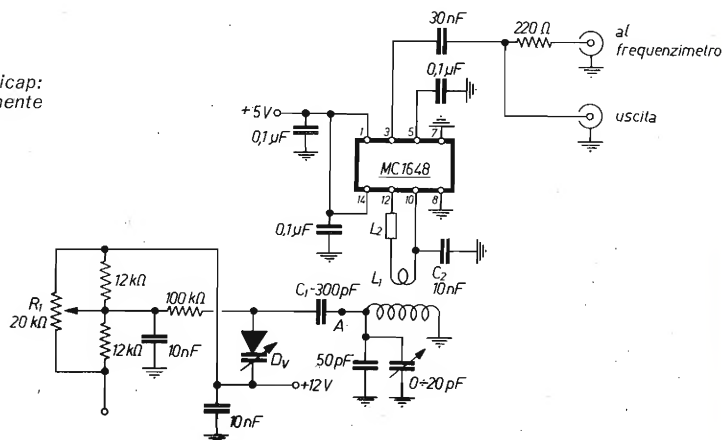 icap:
mente
30nF
220 Ω
al
frequenzimetro
0,1µF
uscita
+5V
0,1µF
1 3 5 7
MC1648
14 12 10 8
0,1µF
L2
L1
C2
10nF
12kΩ
R1
20kΩ
100kΩ
12kΩ
10nF
C1-300pF
A
Dv
50pF
0÷20pF
+12V
10nF